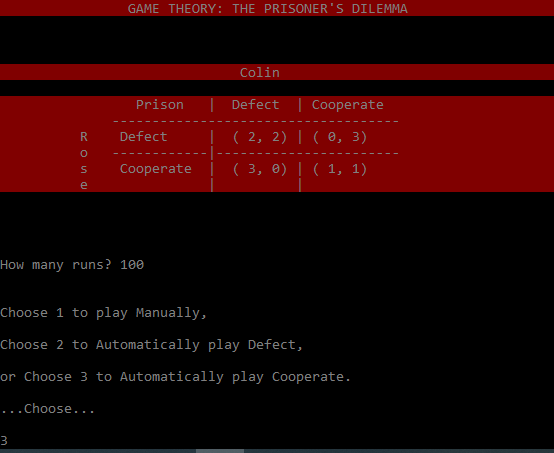 GAME THEORY: THE PRISONER'S DILEMMA
Colin
Prison | Defect | Cooperate
------------------------------------
R Defect | ( 2, 2) | ( 0, 3)
o ------------|-----------------------
s Cooperate | ( 3, 0) | ( 1, 1)
e | |
How many runs? 100
Choose 1 to play Manually,
Choose 2 to Automatically play Defect,
or Choose 3 to Automatically play Cooperate.
...Choose...
3